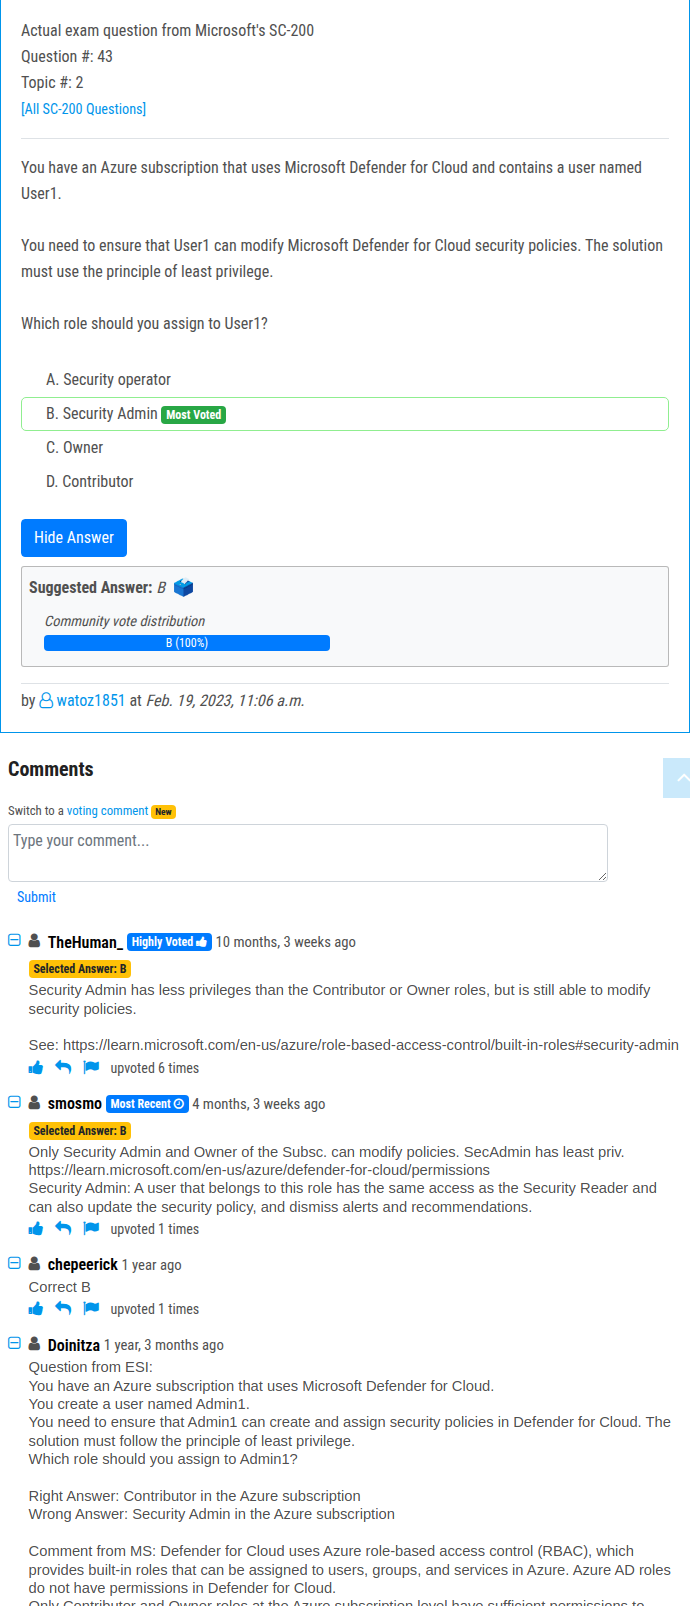 Actual exam question from Microsoft's SC-200
Question #: 43
Topic #: 2
[All SC-200 Questions]
You have an Azure subscription that uses Microsoft Defender for Cloud and contains a user named
User1.
You need to ensure that User1 can modify Microsoft Defender for Cloud security policies. The solution
must use the principle of least privilege.
Which role should you assign to User1?
A. Security operator
B. Security Admin Most Voted
C. Owner
D. Contributor
Hide Answer
Suggested Answer: B
Community vote distribution
B (100%)
by watoz1851 at Feb. 19, 2023, 11:06 a.m.
Comments
Switch to a voting comment New
Type your comment...
Submit
TheHuman_ Highly Voted 10 months, 3 weeks ago
Selected Answer: B
Security Admin has less privileges than the Contributor or Owner roles, but is still able to modify
security policies.
See: https://learn.microsoft.com/en-us/azure/role-based-access-control/built-in-roles#security-admin
upvoted 6 times
smosmo Most Recent 4 months, 3 weeks ago
Selected Answer: B
Only Security Admin and Owner of the Subsc. can modify policies. SecAdmin has least priv.
https://learn.microsoft.com/en-us/azure/defender-for-cloud/permissions
Security Admin: A user that belongs to this role has the same access as the Security Reader and
can also update the security policy, and dismiss alerts and recommendations.
upvoted 1 times
chepeerick 1 year ago
Correct B
upvoted 1 times
Doinitza 1 year, 3 months ago
Question from ESI:
You have an Azure subscription that uses Microsoft Defender for Cloud.
You create a user named Admin1.
You need to ensure that Admin1 can create and assign security policies in Defender for Cloud. The
solution must follow the principle of least privilege.
Which role should you assign to Admin1?
Right Answer: Contributor in the Azure subscription
Wrong Answer: Security Admin in the Azure subscription
Comment from MS: Defender for Cloud uses Azure role-based access control (RBAC), which
provides built-in roles that can be assigned to users, groups, and services in Azure. Azure AD roles
do not have permissions in Defender for Cloud.
Only Contributor and Owner roles at the Azure subscription level have sufficient permissions to